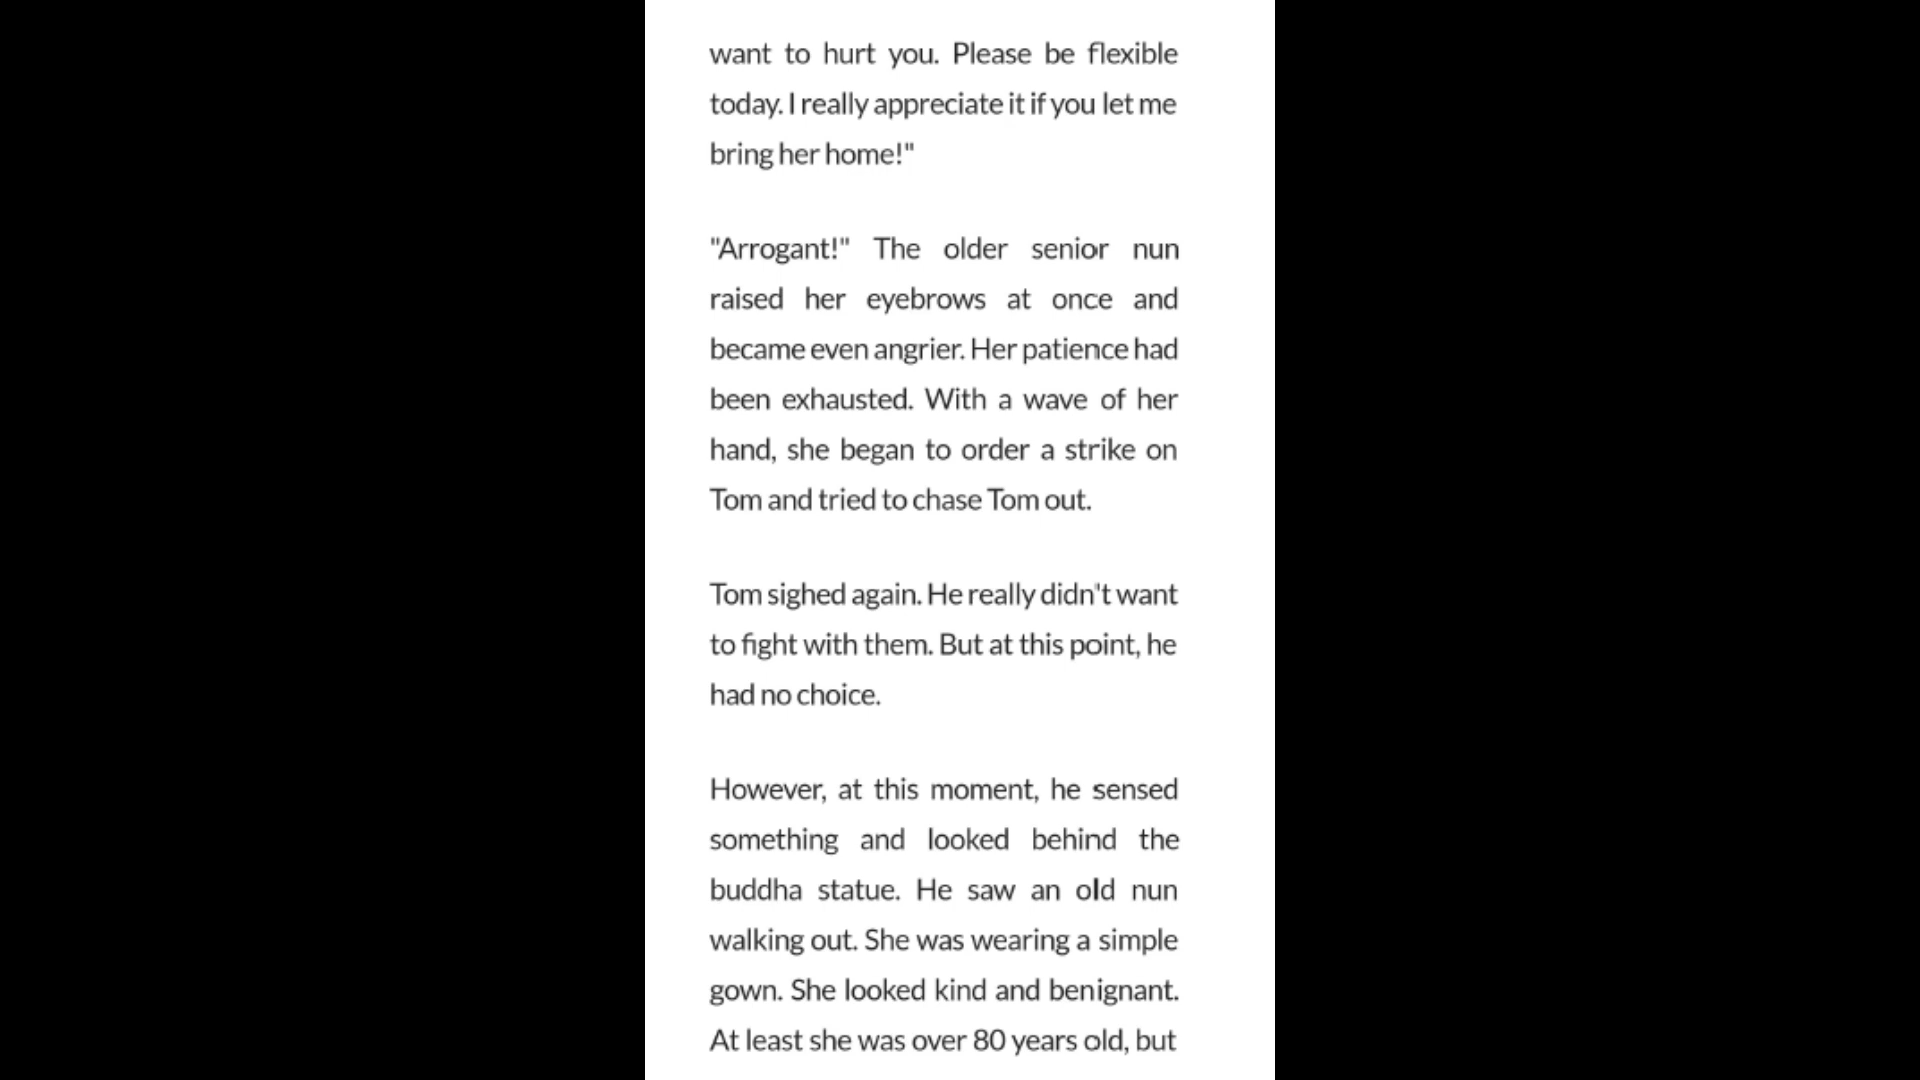 want to hurt you. Please be flexible
today. I really appreciate it if you let me
bring her home!"
"Arrogant!" The older senior nun
raised her eyebrows at once and
became even angrier. Her patience had
been exhausted. With a wave of her
hand, she began to order a strike on
Tom and tried to chase Tom out.
Tom sighed again. He really didn't want
to fight with them. But at this point, he
had no choice.
However, at this moment, he sensed
something and looked behind the
buddha statue. He saw an old nun
walking out. She was wearing a simple
gown. She looked kind and benignant.
At least she was over 80 years old, but